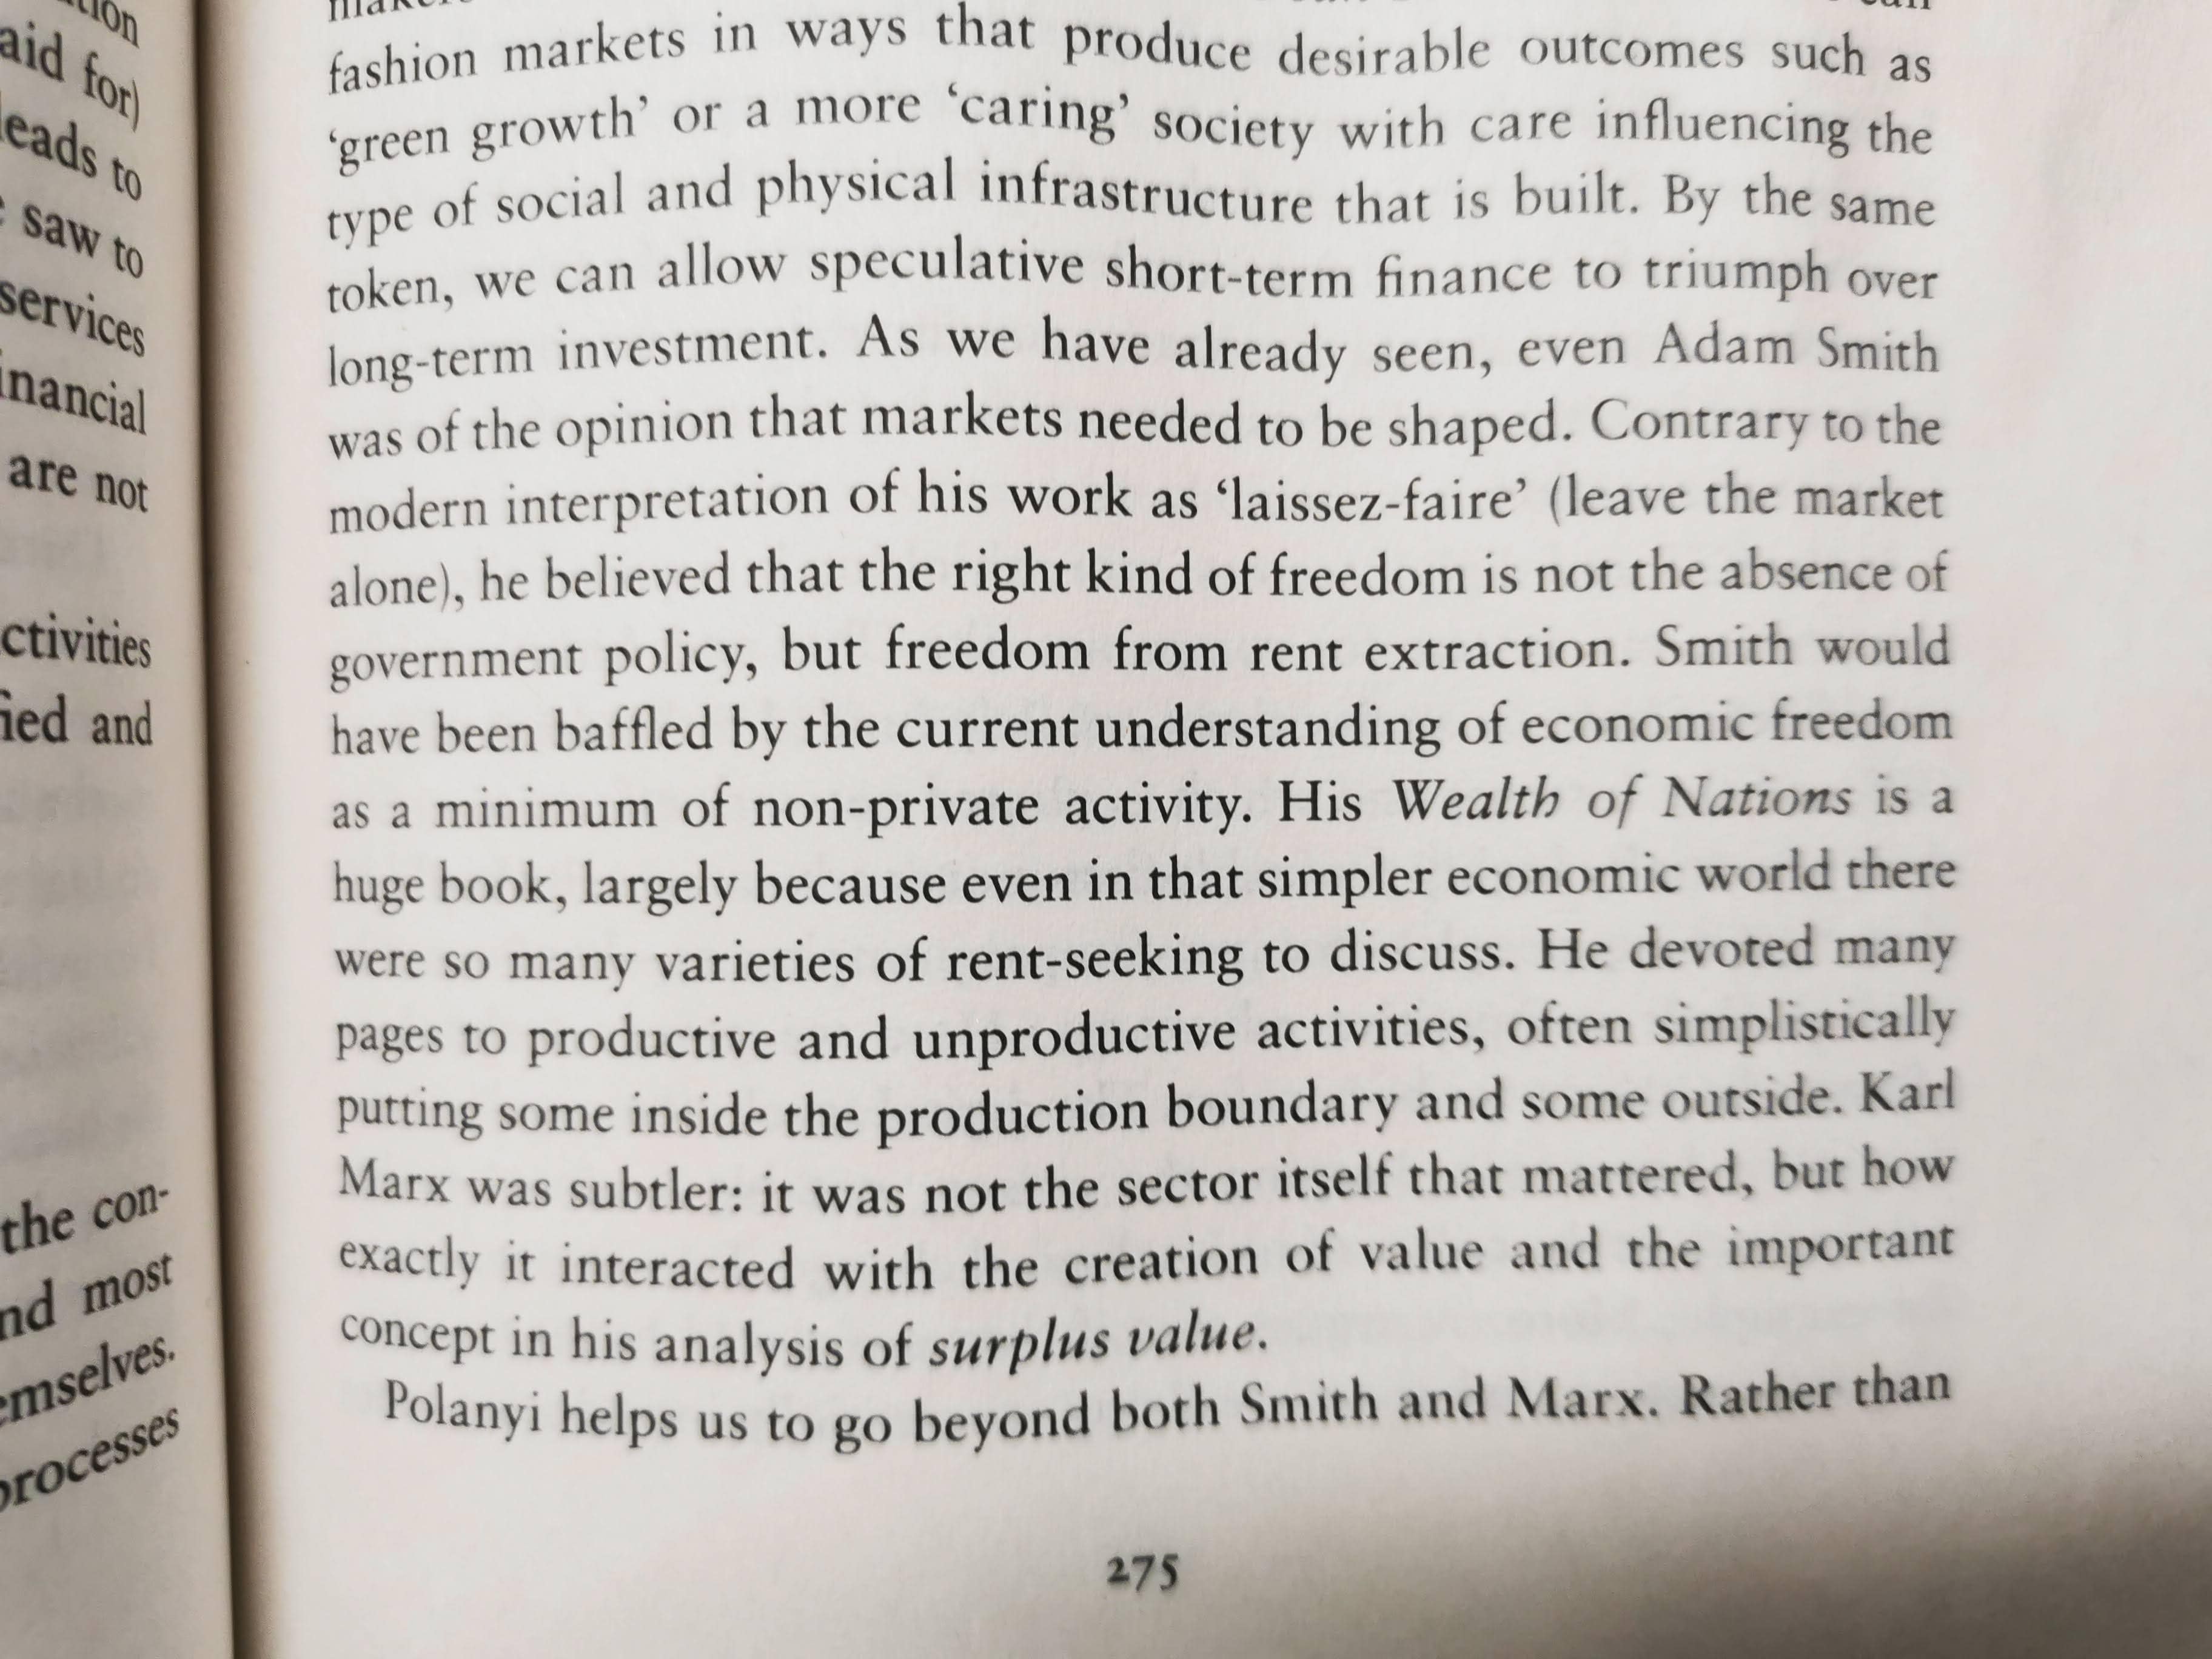 aid for)
leads to
saw to
services
are not
and
the con-
most
fashion markets in ways that produce desirable outcomes such as
‘green growth’ or a more ‘caring’ society with care influencing the
type of social and physical infrastructure that is built. By the same
token, we can allow speculative short-term finance to triumph over
long-term investment. As we have already seen, even Adam Smith
was of the opinion that markets needed to be shaped. Contrary to the
modern interpretation of his work as ‘laissez-faire’ (leave the market
alone), he believed that the right kind of freedom is not the absence of
government policy, but freedom from rent extraction. Smith would
have been baffled by the current understanding of economic freedom
as a minimum of non-private activity. His Wealth of Nations is a
huge book, largely because even in that simpler economic world there
were so many varieties of rent-seeking to discuss. He devoted many
pages to productive and unproductive activities, often simplistically
putting some inside the production boundary and some outside. Karl
Marx was subtler: it was not the sector itself that mattered, but how
exactly it interacted with the creation of value and the important
concept in his analysis of surplus value.
Polanyi helps us to go beyond both Smith and Marx. Rather than
275